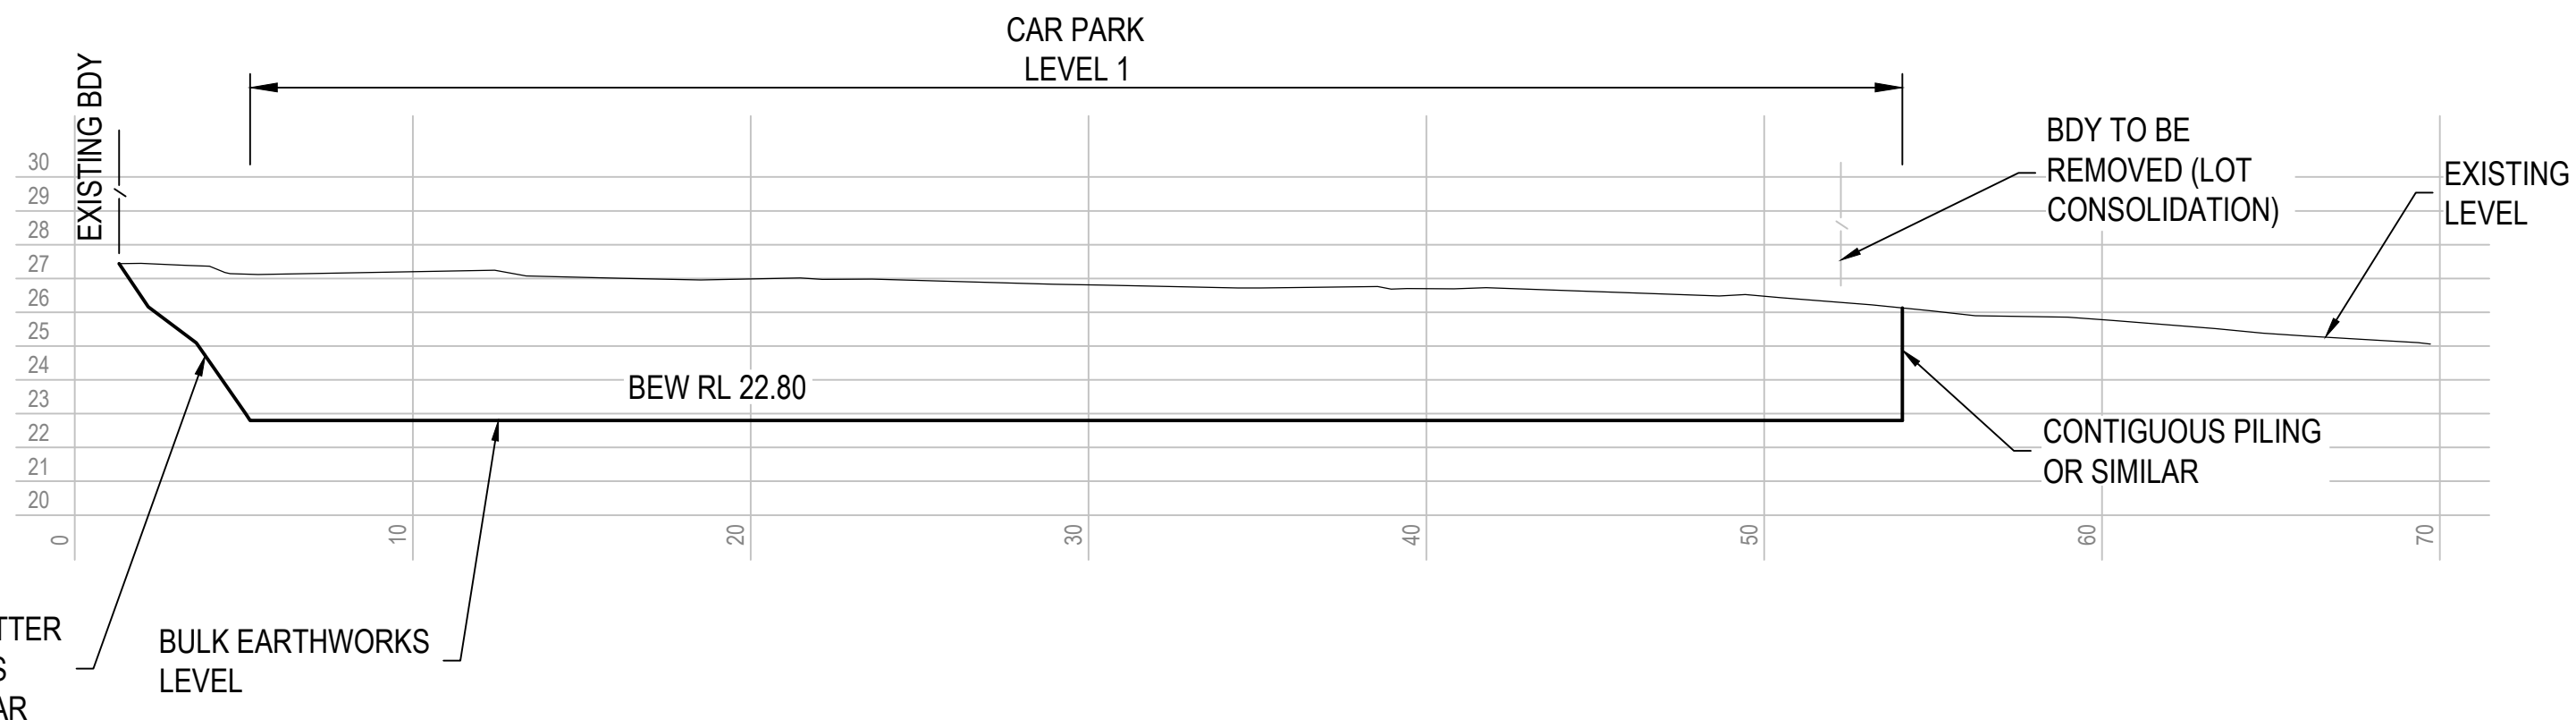 CAR PARK
LEVEL 1
EXISTING BDY
BDY TO BE
REMOVED (LOT
CONSOLIDATION)
EXISTING
LEVEL
30
29
28
27
26
25
24
23
22
21
20
BEW RL 22.80
CONTIGUOUS PILING
OR SIMILAR
0
10
20
30
40
50
60
70
BULK EARTHWORKS
LEVEL